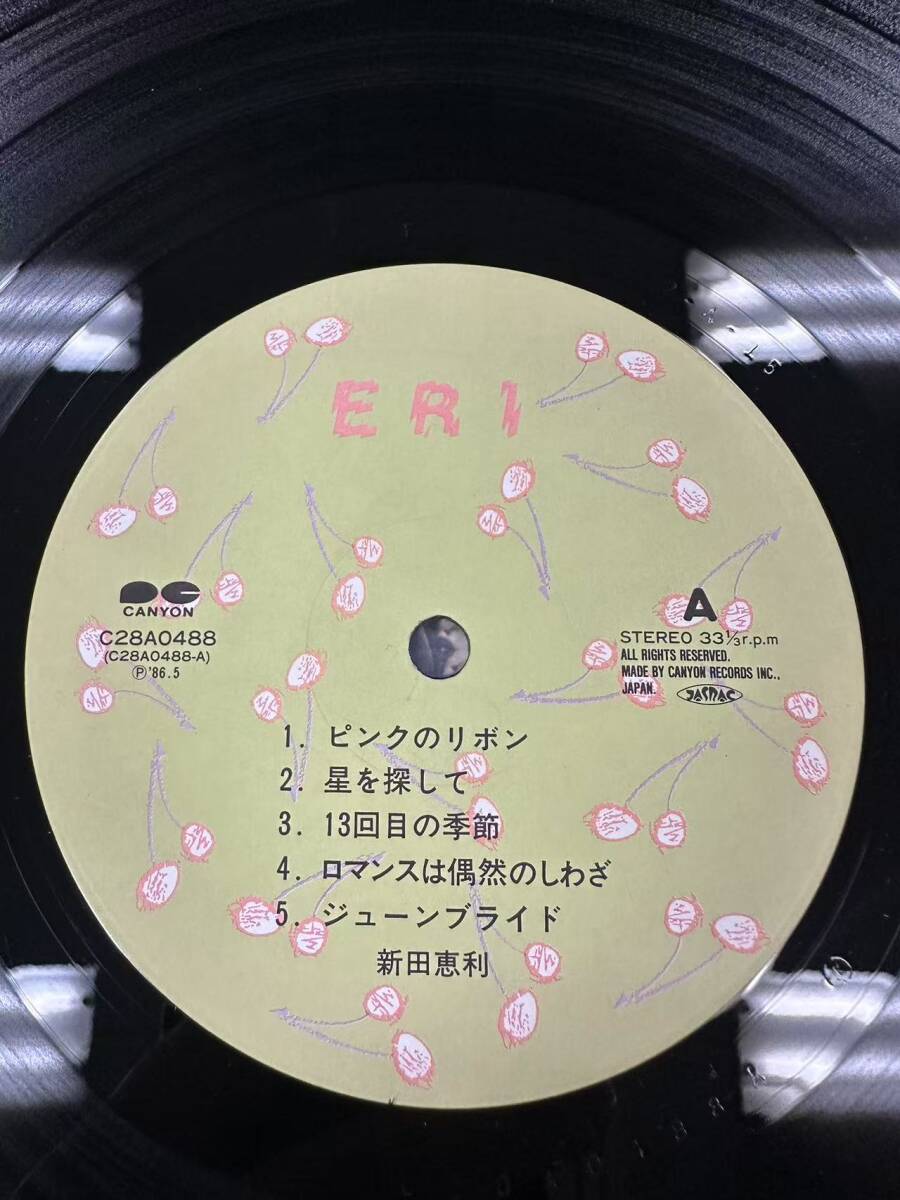 ERI
CANYON
C28A0488
(C28A0488-A)
Ⓟ'86.5
A
STEREO 33⅓r.p.m
ALL RIGHTS RESERVED.
MADE BY CANYON RECORDS INC.,
JAPAN. JASRAC
1. ピンクのリボン
2. 星を探して
3. 13回目の季節
4. ロマンスは偶然のしわざ
5. ジューンブライド
新田恵利